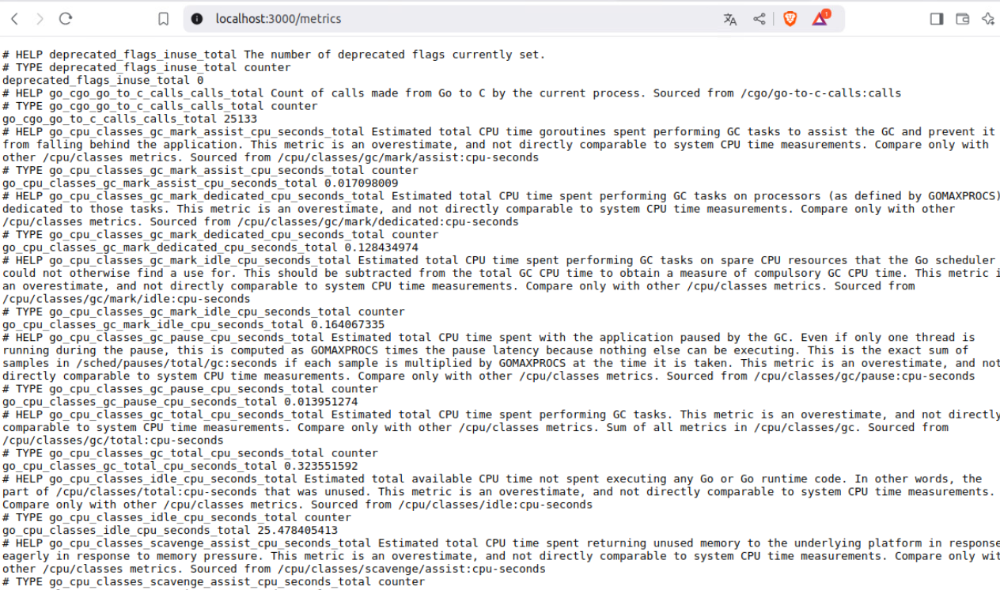 localhost:3000/metrics
1
# HELP deprecated_flags_inuse_total The number of deprecated flags currently set.
# TYPE deprecated_flags_inuse_total counter
deprecated_flags_inuse_total 0
# HELP go_cgo_go_to_c_calls_calls_total Count of calls made from Go to C by the current process. Sourced from /cgo/go-to-c-calls:calls
# TYPE go_cgo_go_to_c_calls_calls_total counter
go_cgo_go_to_c_calls_calls_total 25133
# HELP go_cpu_classes_gc_mark_assist_cpu_seconds_total Estimated total CPU time goroutines spent performing GC tasks to assist the GC and prevent it
from falling behind the application. This metric is an overestimate, and not directly comparable to system CPU time measurements. Compare only with
other /cpu/classes metrics. Sourced from /cpu/classes/gc/mark/assist:cpu-seconds
# TYPE go_cpu_classes_gc_mark_assist_cpu_seconds_total counter
go_cpu_classes_gc_mark_assist_cpu_seconds_total 0.017098009
# HELP go_cpu_classes_gc_mark_dedicated_cpu_seconds_total Estimated total CPU time spent performing GC tasks on processors (as defined by GOMAXPROCS)
dedicated to those tasks. This metric is an overestimate, and not directly comparable to system CPU time measurements. Compare only with other
/cpu/classes metrics. Sourced from /cpu/classes/gc/mark/dedicated:cpu-seconds
# TYPE go_cpu_classes_gc_mark_dedicated_cpu_seconds_total counter
go_cpu_classes_gc_mark_dedicated_cpu_seconds_total 0.128434974
# HELP go_cpu_classes_gc_mark_idle_cpu_seconds_total Estimated total CPU time spent performing GC tasks on spare CPU resources that the Go scheduler
could not otherwise find a use for. This should be subtracted from the total GC CPU time to obtain a measure of compulsory GC CPU time. This metric i
an overestimate, and not directly comparable to system CPU time measurements. Compare only with other /cpu/classes metrics. Sourced from
/cpu/classes/gc/mark/idle:cpu-seconds
# TYPE go_cpu_classes_gc_mark_idle_cpu_seconds_total counter
go_cpu_classes_gc_mark_idle_cpu_seconds_total 0.164067335
# HELP go_cpu_classes_gc_pause_cpu_seconds_total Estimated total CPU time spent with the application paused by the GC. Even if only one thread is
running during the pause, this is computed as GOMAXPROCS times the pause latency because nothing else can be executing. This is the exact sum of
samples in /sched/pauses/total/gc:seconds if each sample is multiplied by GOMAXPROCS at the time it is taken. This metric is an overestimate, and not
directly comparable to system CPU time measurements. Compare only with other /cpu/classes metrics. Sourced from /cpu/classes/gc/pause:cpu-seconds
# TYPE go_cpu_classes_gc_pause_cpu_seconds_total counter
go_cpu_classes_gc_pause_cpu_seconds_total 0.013951274
# HELP go_cpu_classes_gc_total_cpu_seconds_total Estimated total CPU time spent performing GC tasks. This metric is an overestimate, and not directly
comparable to system CPU time measurements. Compare only with other /cpu/classes metrics. Sum of all metrics in /cpu/classes/gc. Sourced from
/cpu/classes/gc/total:cpu-seconds
# TYPE go_cpu_classes_gc_total_cpu_seconds_total counter
go_cpu_classes_gc_total_cpu_seconds_total 0.323551592
# HELP go_cpu_classes_idle_cpu_seconds_total Estimated total available CPU time not spent executing any Go or Go runtime code. In other words, the
part of /cpu/classes/total:cpu-seconds that was unused. This metric is an overestimate, and not directly comparable to system CPU time measurements.
Compare only with other /cpu/classes metrics. Sourced from /cpu/classes/idle:cpu-seconds
# TYPE go_cpu_classes_idle_cpu_seconds_total counter
go_cpu_classes_idle_cpu_seconds_total 25.478405413
# HELP go_cpu_classes_scavenge_assist_cpu_seconds_total Estimated total CPU time spent returning unused memory to the underlying platform in response
eagerly in response to memory pressure. This metric is an overestimate, and not directly comparable to system CPU time measurements. Compare only wit
other /cpu/classes metrics. Sourced from /cpu/classes/scavenge/assist:cpu-seconds
# TYPE go_cpu_classes_scavenge_assist_cpu_seconds_total counter